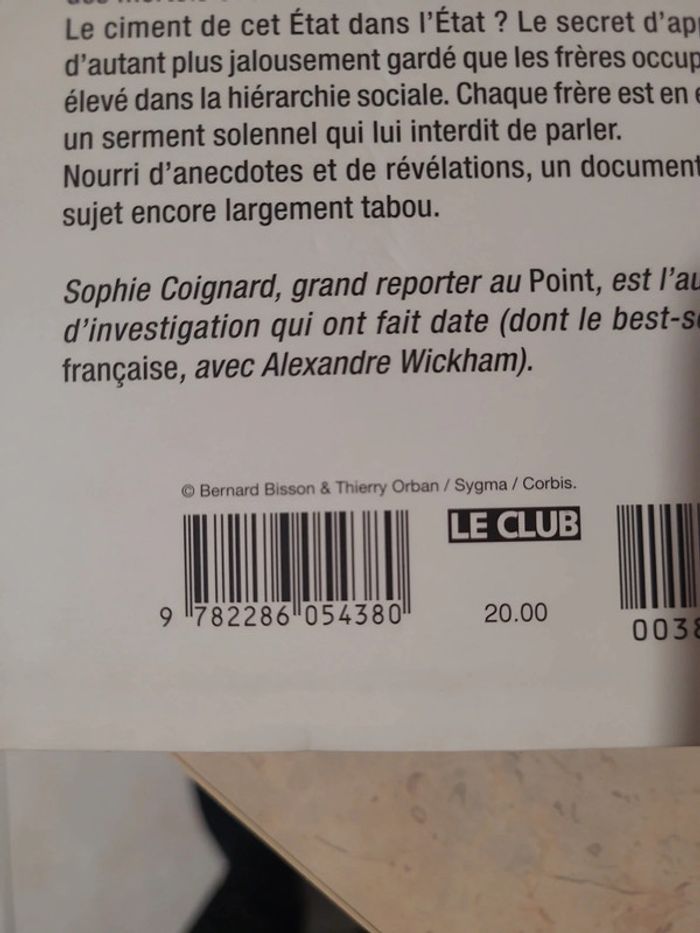 Le ciment de cet État dans l'État ? Le secret d'ap
d'autant plus jalousement gardé que les frères occup
élevé dans la hiérarchie sociale. Chaque frère est en
un serment solennel qui lui interdit de parler.
Nourri d'anecdotes et de révélations, un document
sujet encore largement tabou.
Sophie Coignard, grand reporter au Point, est l'au
d'investigation qui ont fait date (dont le best-s
française, avec Alexandre Wickham).
© Bernard Bisson & Thierry Orban / Sygma / Corbis.
LE CLUB
9 782286 054380
20.00
0038